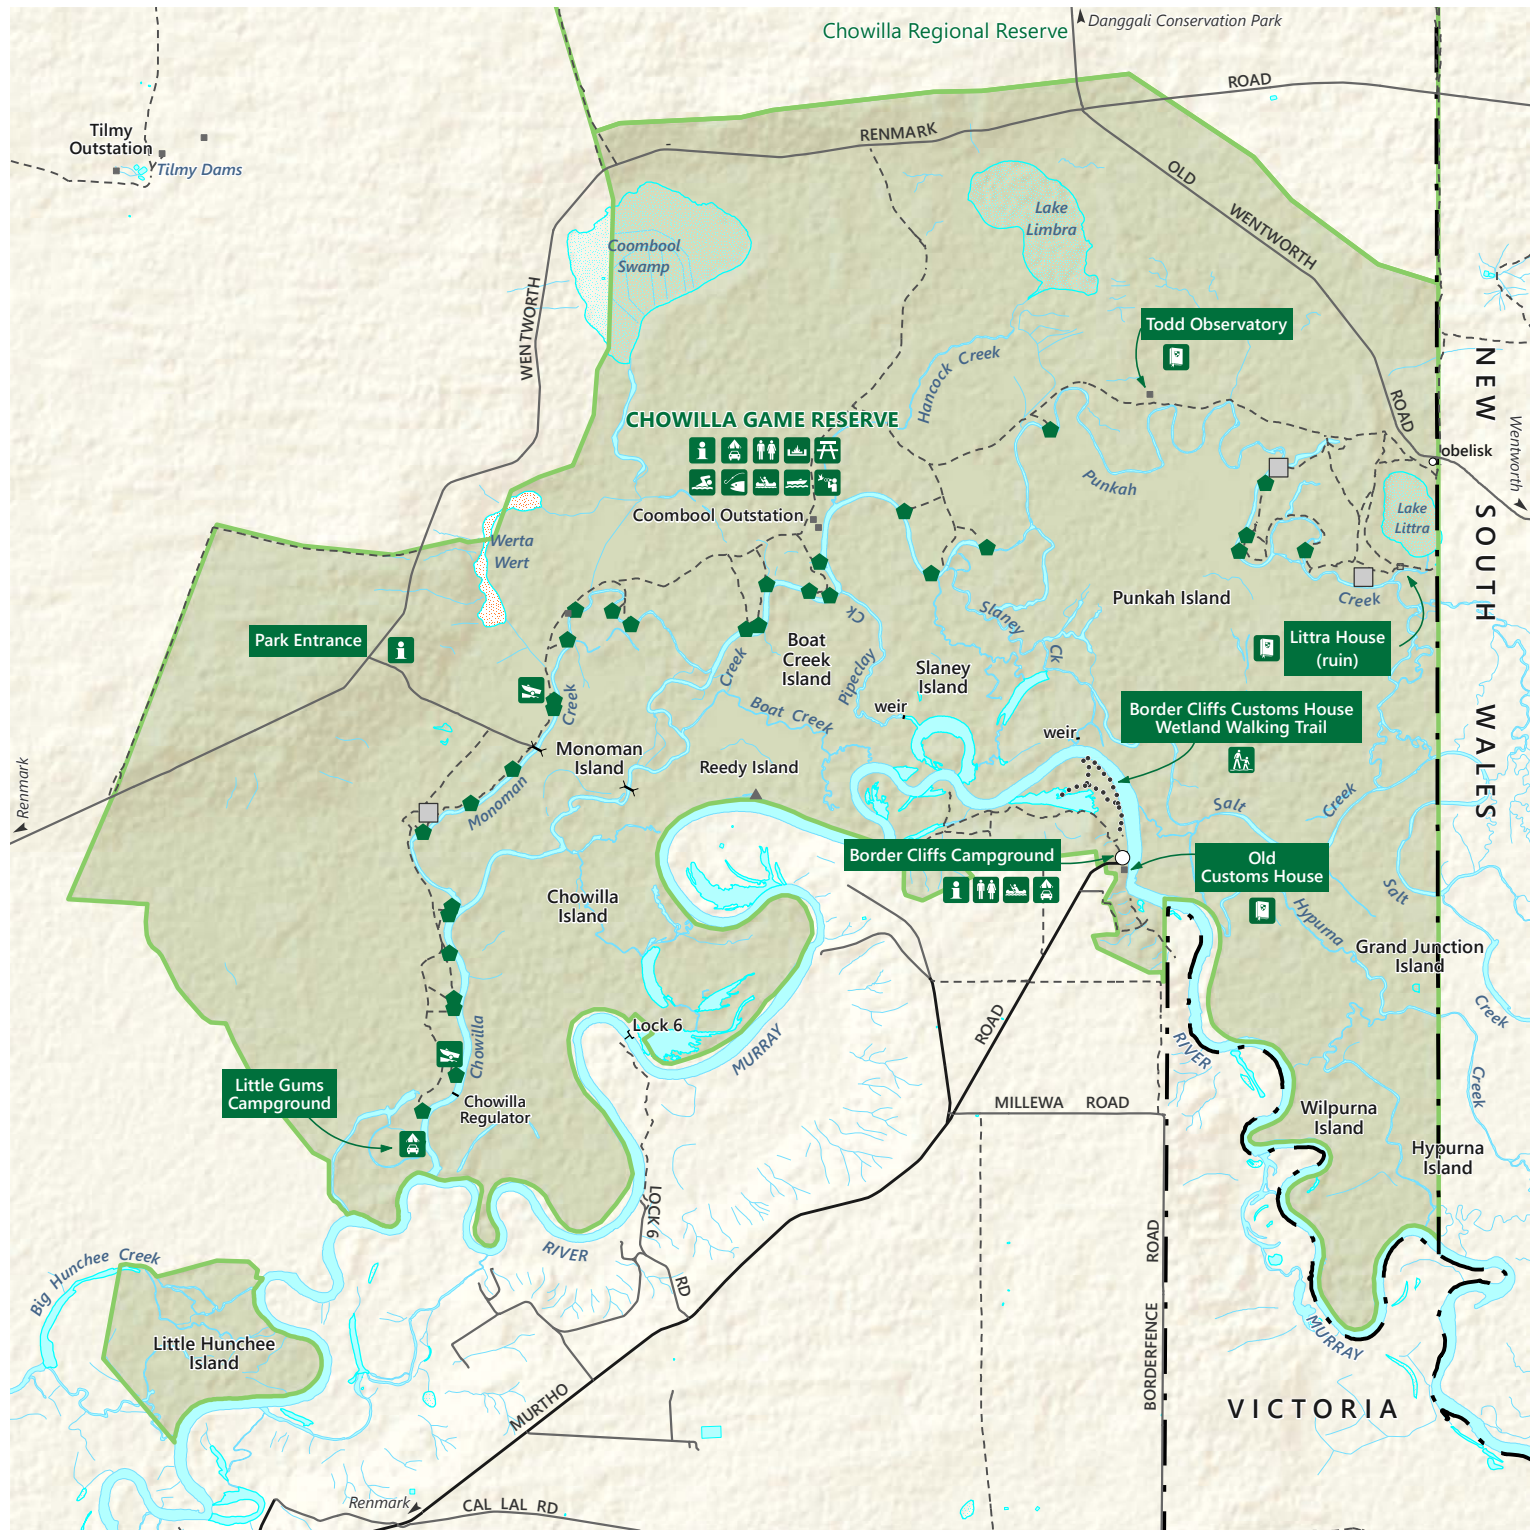 Danggali Conservation Park
Chowilla Regional Reserve
ROAD
RENMARK
Tilmy
Outstation
Tilmy Dams
OLD
WENTWORTH
ROAD
Lake
Limbra
Coombool
Swamp
WENTWORTH
Todd Observatory
Hancock Creek
NEW SOUTH WALES
CHOWILLA GAME RESERVE
Wentworth
obelisk
Punkah
Coombool Outstation
Lake
Littra
Werta
Wert
Punkah Island
Creek
Slaney
Ck
Ck
Park Entrance
Littra House
(ruin)
Boat
Creek
Island
Creek
Pipeclay
Slaney
Island
Boat Creek
weir
weir
Border Cliffs Customs House
Wetland Walking Trail
Creek
Monoman
Island
Reedy Island
Renmark
Monoman
Salt
Creek
Border Cliffs Campground
Old
Customs House
Chowilla
Island
Salt
Hypurna
Grand Junction
Island
Creek
Lock 6
MURRAY
ROAD
RIVER
Chowilla
Little Gums
Campground
Chowilla
Regulator
MILLEWA ROAD
Creek
Wilpurna
Island
Hypurna
Island
LOCK 6
RD
RIVER
Big Hunchee Creek
Little Hunchee
Island
BORDERFENCE ROAD
MURRAY
MURTHO
VICTORIA
Renmark
CAL LAL RD